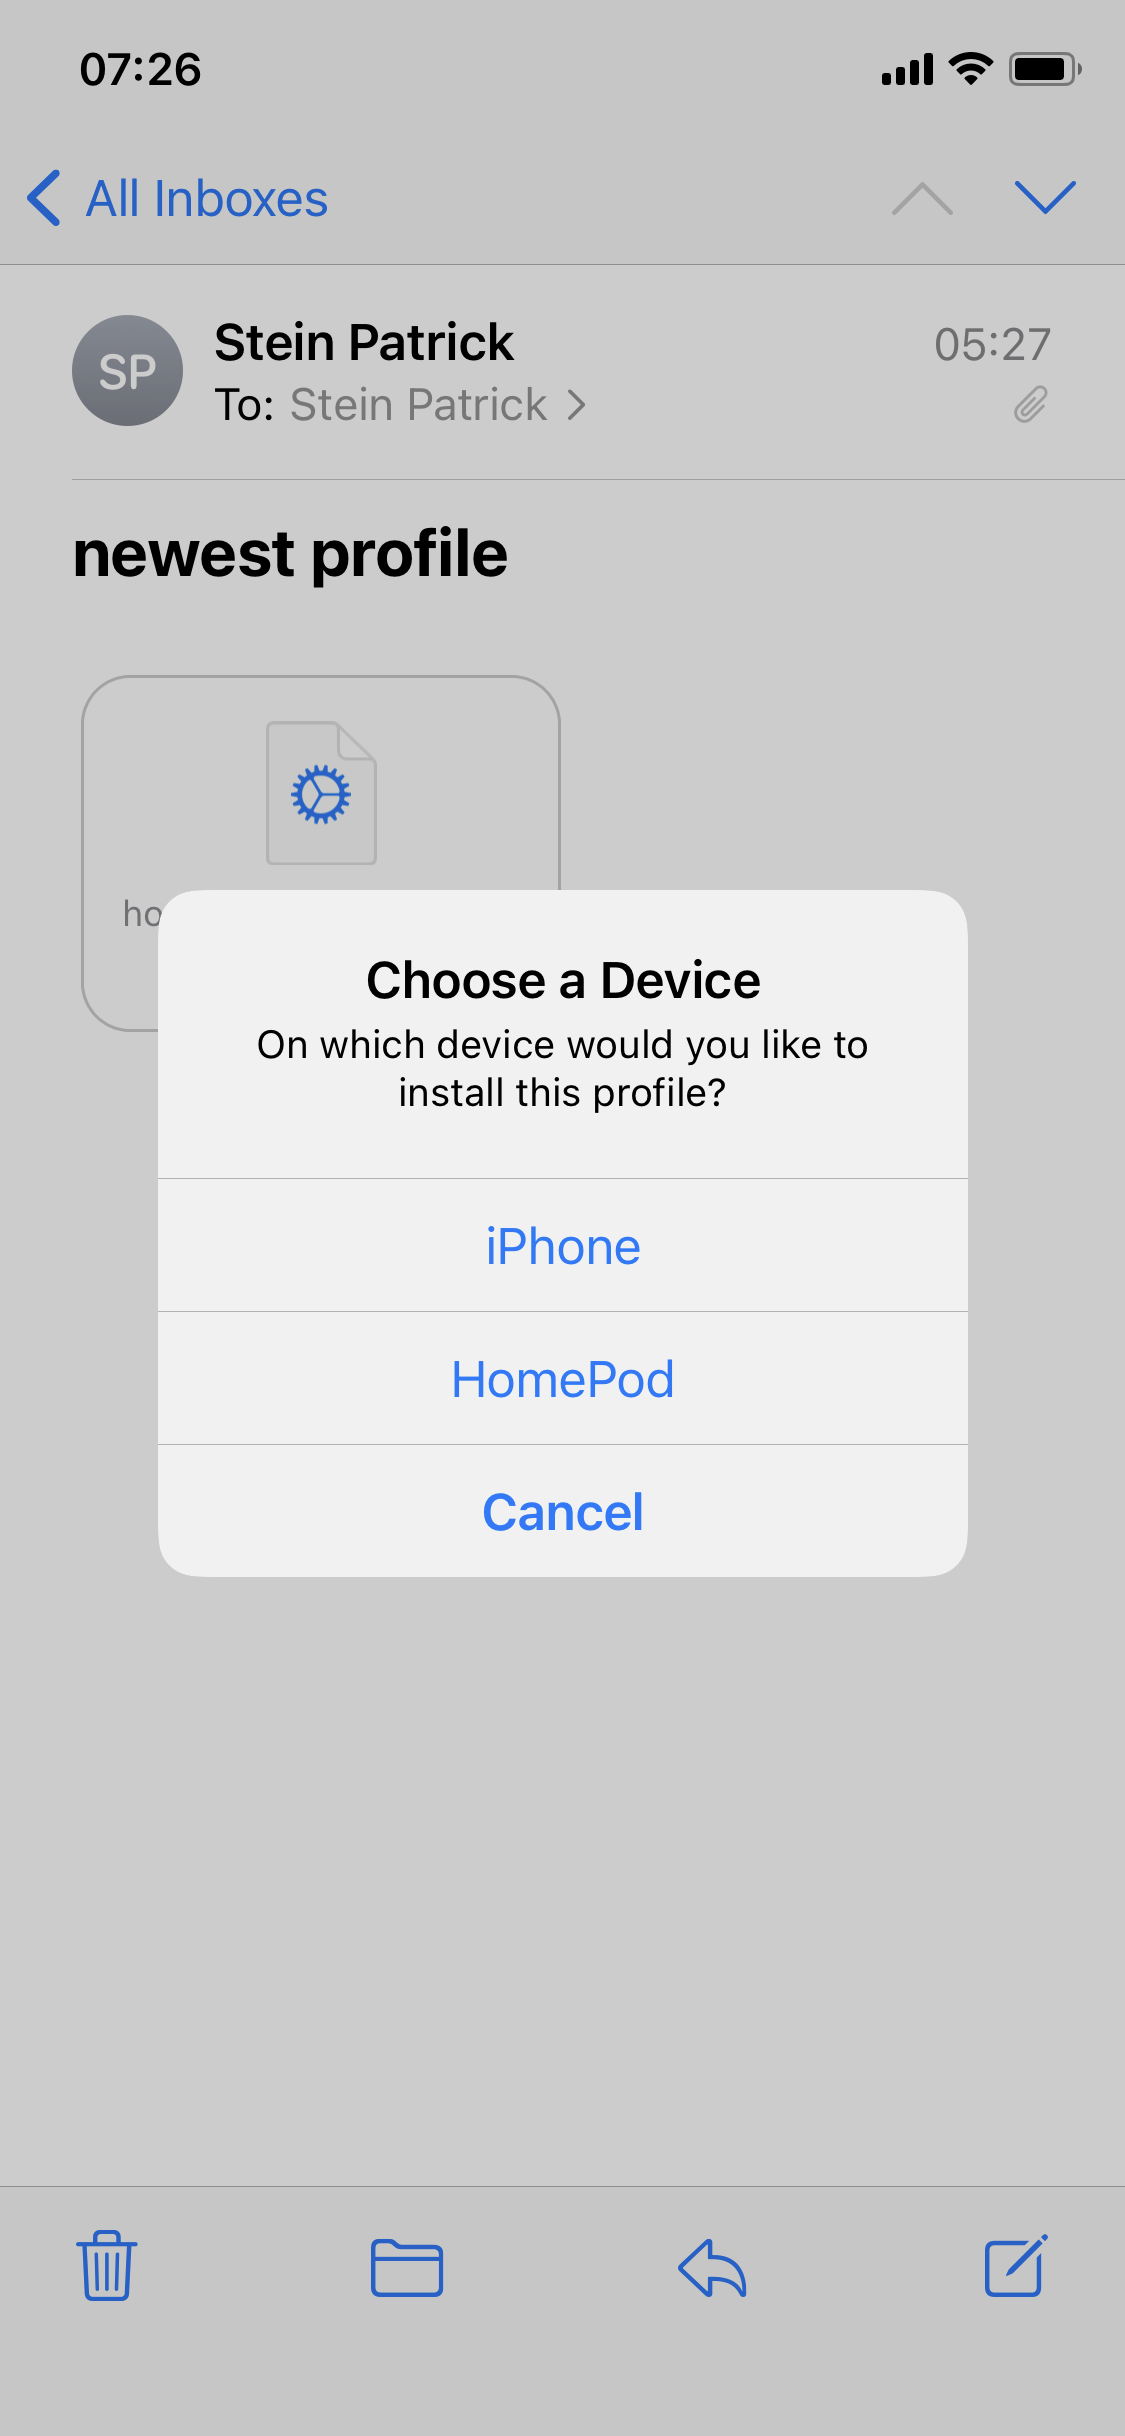 07:26
All Inboxes
SP
Stein Patrick
05:27
To: Stein Patrick
newest profile
Choose a Device
On which device would you like to
install this profile?
iPhone
HomePod
Cancel